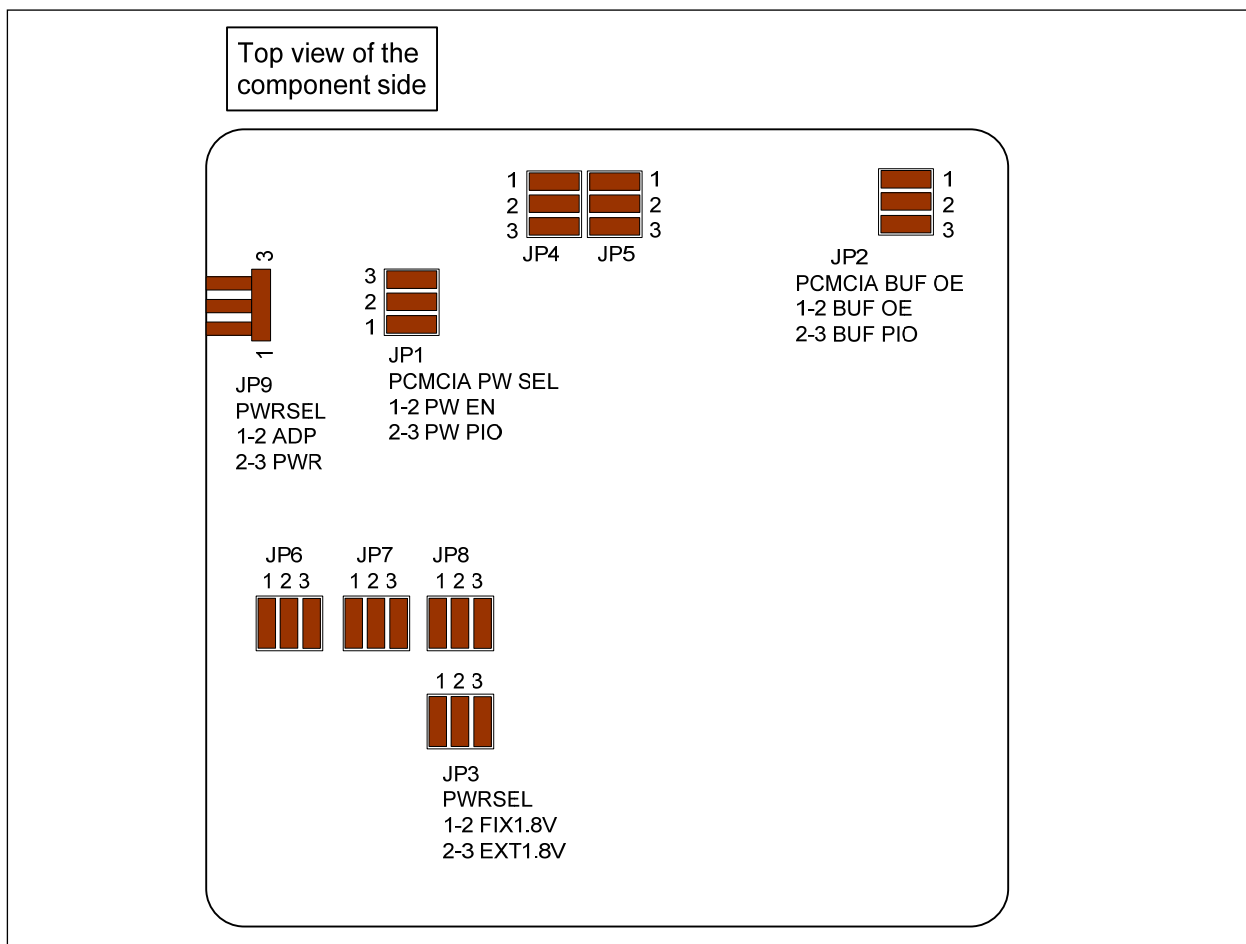 Top view of the
component side
1 1
2 2
3 3
JP4 JP5
1
2
3
JP2
PCMCIA BUF OE
1-2 BUF OE
2-3 BUF PIO
3
1
JP9
PWRSEL
1-2 ADP
2-3 PWR
3
2
1
JP1
PCMCIA PW SEL
1-2 PW EN
2-3 PW PIO
JP6 JP7 JP8
1 2 3 1 2 3 1 2 3
1 2 3
JP3
PWRSEL
1-2 FIX1.8V
2-3 EXT1.8V